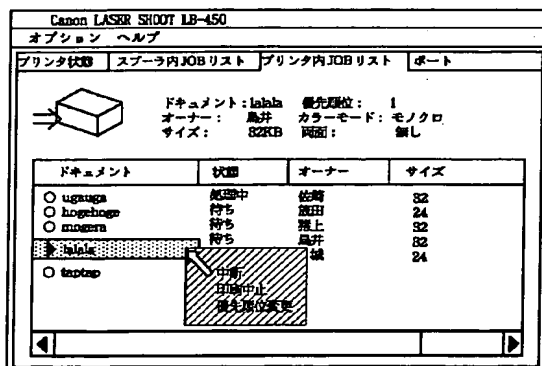 Canon LASER SHOOT LB-450
オプション ヘルプ
プリンタ状態 スプーラ内JOBリスト プリンタ内JOBリスト ポート
ドキュメント:lalala 優先順位: 1
オーナー: 鳥井 カラーモード: モノクロ
サイズ: 82KB 両面: 無し
ドキュメント 状態 オーナー サイズ
ugauga 処理中 佐崎 82
hogehoge 待ち 飯田 24
mogera 待ち 上 82
lalala 待ち 鳥井 82
taptap 城 24
中断
印刷中止
優先順位変更